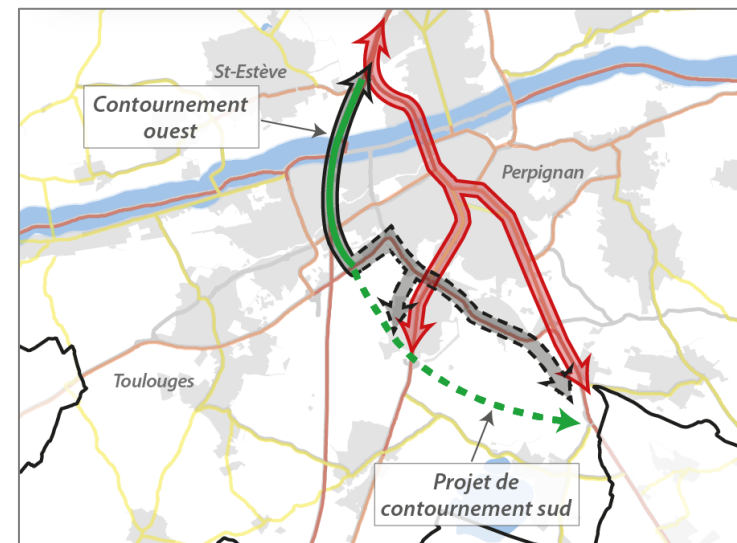 St-Estève
Contournement
ouest
Perpignan
Toulouges
Projet de
contournement sud